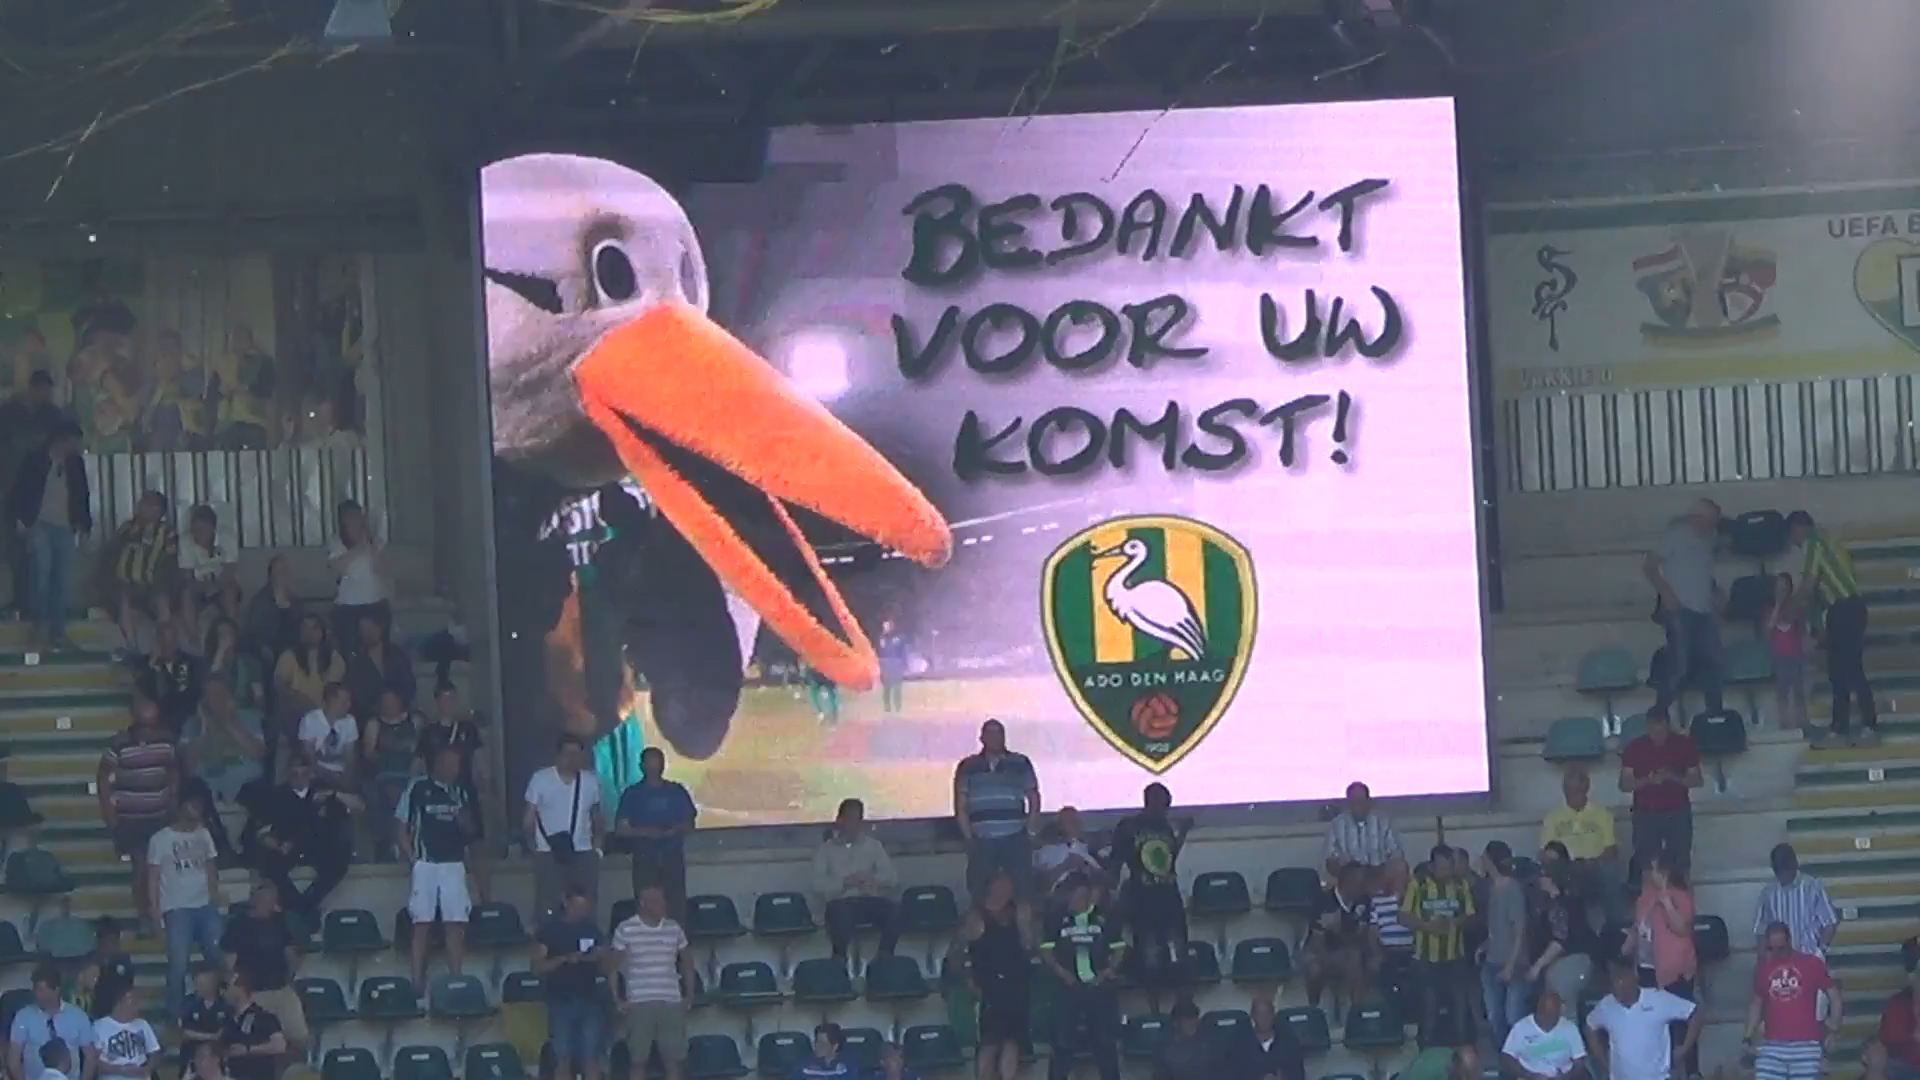 BEDANKT
VOOR UW
KOMST!
ADO DEN HAAG
UEFA